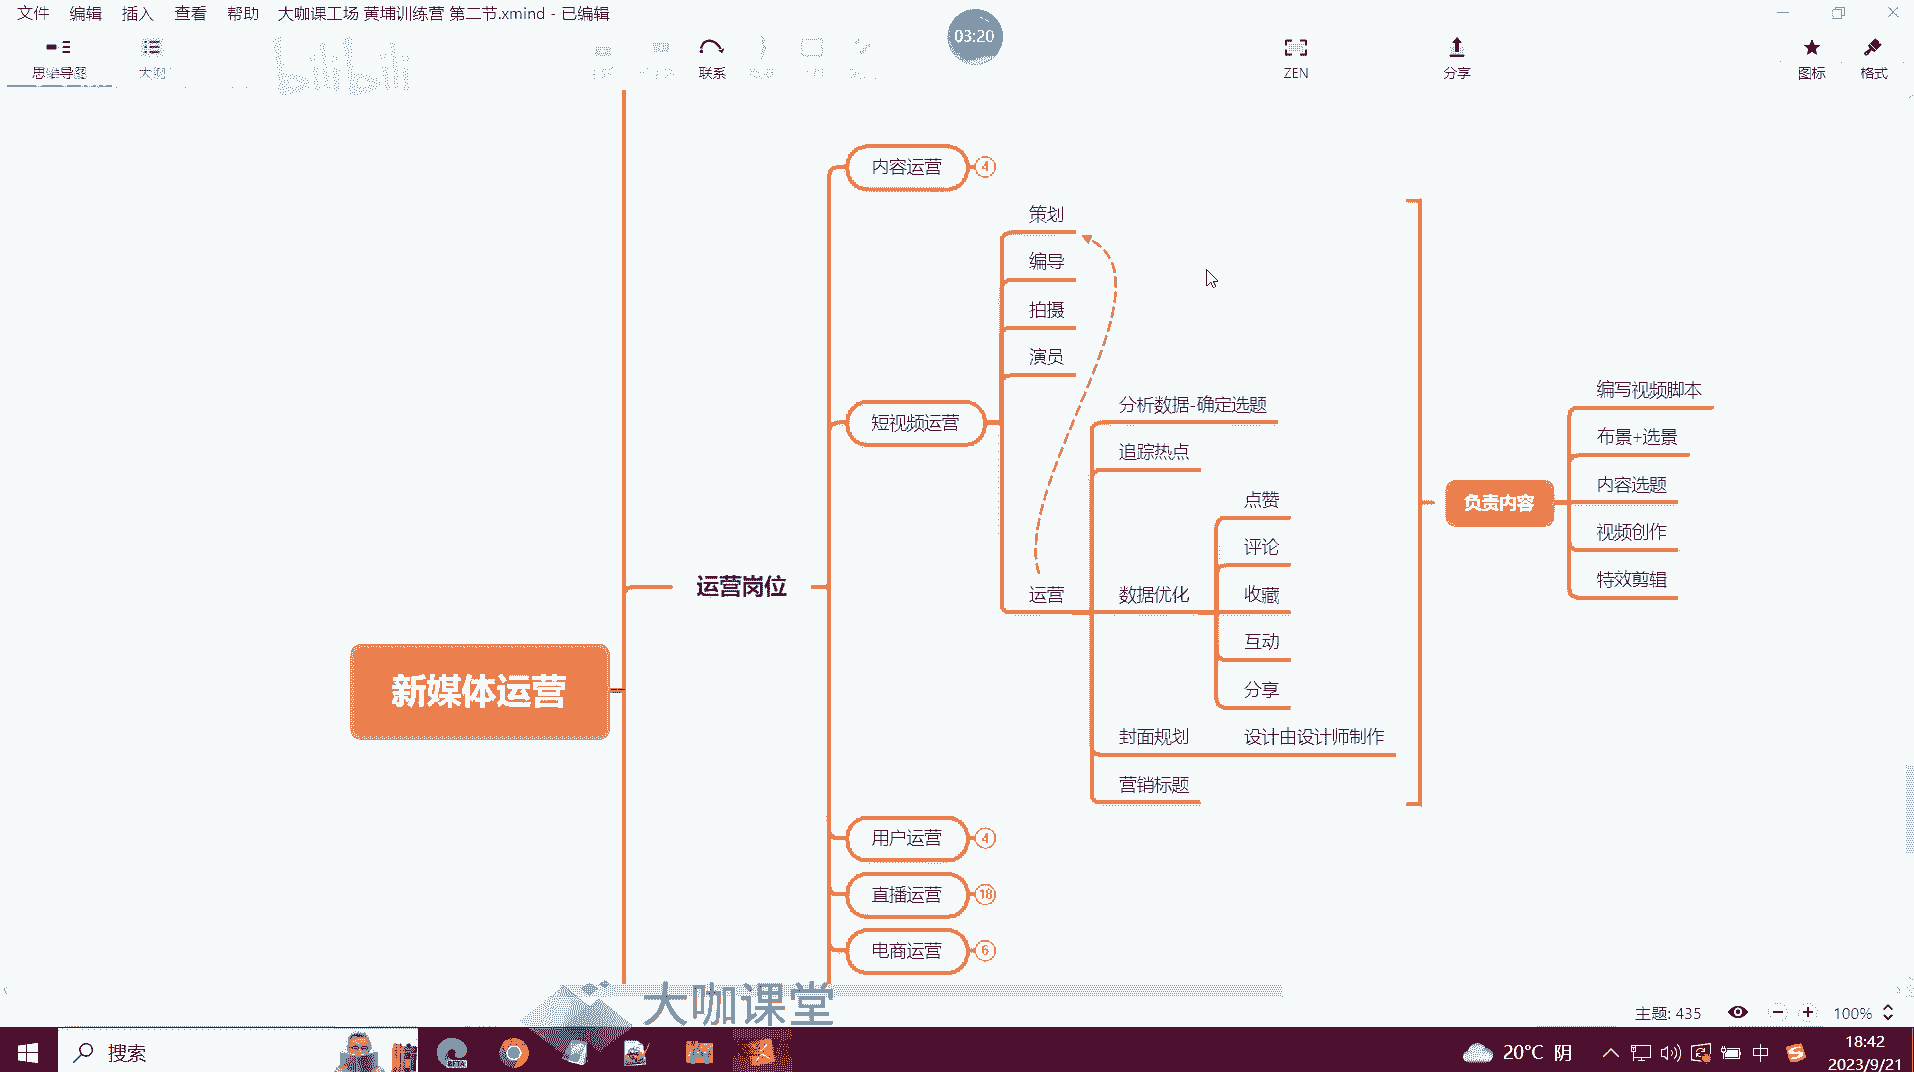 文件 编辑 插入 查看 帮助 大咖课工场 黄埔训练营 第二节.xmind - 已编辑
03:20
思维导图 大纲 bilibili 联系 ZEN 分享 图标 格式
内容运营 4
策划
编导
拍摄
演员
短视频运营
分析数据-确定选题
追踪热点
点赞
评论
收藏
互动
分享
运营
数据优化
封面规划
设计由设计师制作
营销标题
负责内容
编写视频脚本
布景+选景
内容选题
视频创作
特效剪辑
运营岗位
新媒体运营
用户运营 4
直播运营 18
电商运营 6
大咖课堂
主题: 435 100%
搜索
20°C 阴
中
18:42
2023/9/21